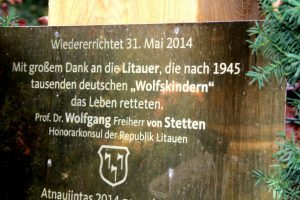 Wiedererrichtet 31. Mai 2014
Mit großem Dank an die Litauer, die nach 1945
tausenden deutschen „Wolfskindern"
das Leben retteten.
Prof. Dr. Wolfgang Freiherr von Stetten
Honorarkonsul der Republik Litauen
Atnaujintas 2014